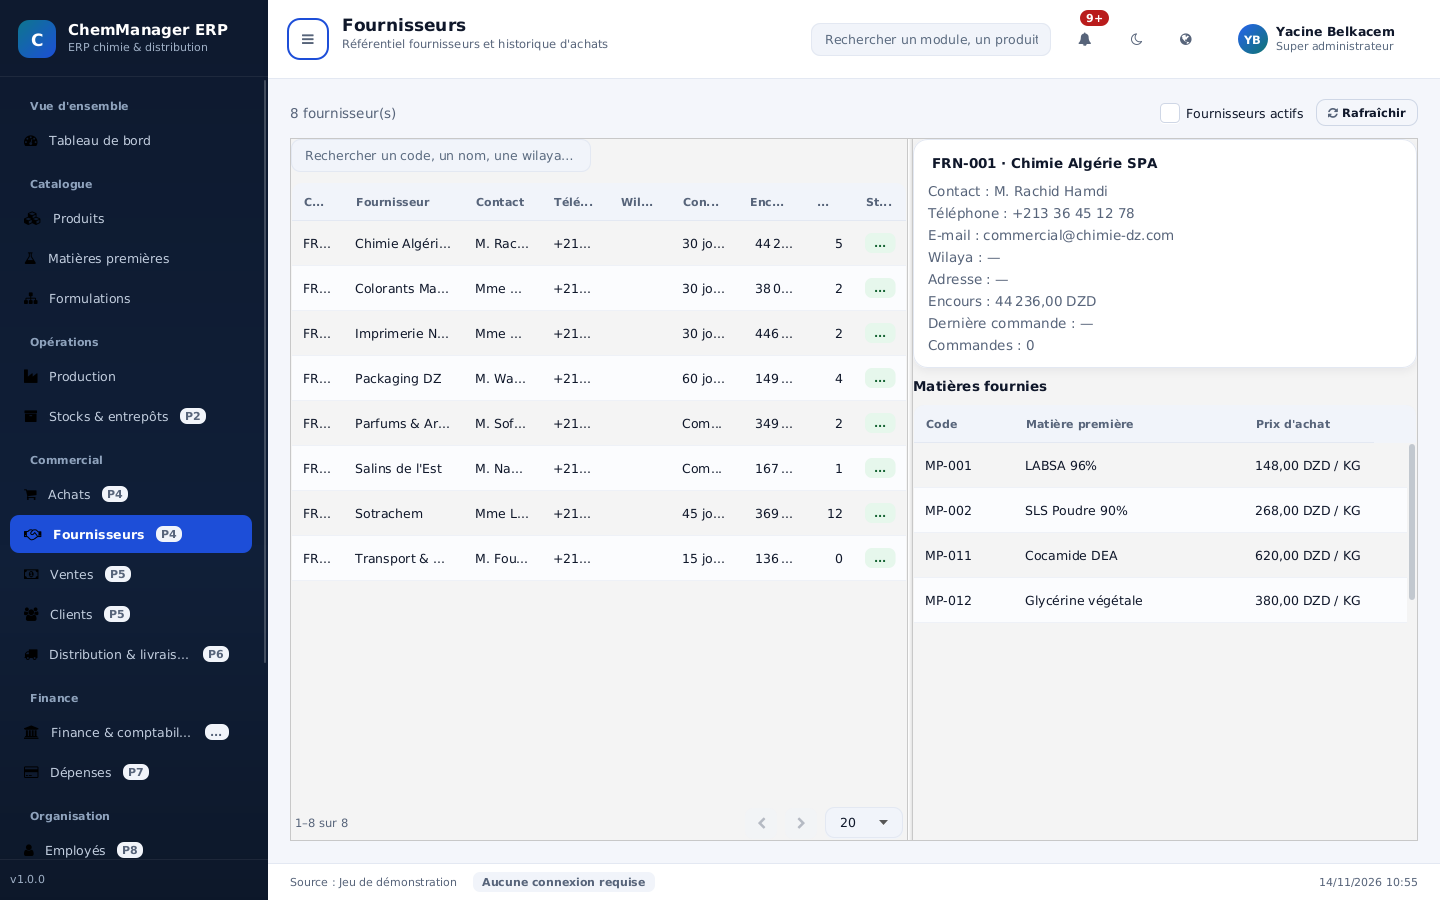 C
ChemManager ERP
ERP chimie & distribution
Vue d'ensemble
Tableau de bord
Catalogue
Produits
Matières premières
Formulations
Opérations
Production
Stocks & entrepôts P2
Commercial
Achats P4
Fournisseurs P4
Ventes P5
Clients P5
Distribution & livrais... P6
Finance
Finance & comptabil... ...
Dépenses P7
Organisation
Employés P8
v1.0.0
Fournisseurs
Référentiel fournisseurs et historique d'achats
Rechercher un module, un produit
9+
YB
Yacine Belkacem
Super administrateur
8 fournisseur(s)
Fournisseurs actifs
Rafraîchir
Rechercher un code, un nom, une wilaya...
C... Fournisseur Contact Télé... Wil... Con... Enc... ... St...
FR... Chimie Algéri... M. Rac... +21... 30 jo... 44 2... 5 ...
FR... Colorants Ma... Mme ... +21... 30 jo... 38 0... 2 ...
FR... Imprimerie N... Mme ... +21... 30 jo... 446 ... 2 ...
FR... Packaging DZ M. Wa... +21... 60 jo... 149 ... 4 ...
FR... Parfums & Ar... M. Sof... +21... Com... 349 ... 2 ...
FR... Salins de l'Est M. Na... +21... Com... 167 ... 1 ...
FR... Sotrachem Mme L... +21... 45 jo... 369 ... 12 ...
FR... Transport & ... M. Fou... +21... 15 jo... 136 ... 0 ...
1–8 sur 8
20
FRN-001 · Chimie Algérie SPA
Contact : M. Rachid Hamdi
Téléphone : +213 36 45 12 78
E-mail : commercial@chimie-dz.com
Wilaya : —
Adresse : —
Encours : 44 236,00 DZD
Dernière commande : —
Commandes : 0
Matières fournies
Code Matière première Prix d'achat
MP-001 LABSA 96% 148,00 DZD / KG
MP-002 SLS Poudre 90% 268,00 DZD / KG
MP-011 Cocamide DEA 620,00 DZD / KG
MP-012 Glycérine végétale 380,00 DZD / KG
Source : Jeu de démonstration
Aucune connexion requise
14/11/2026 10:55